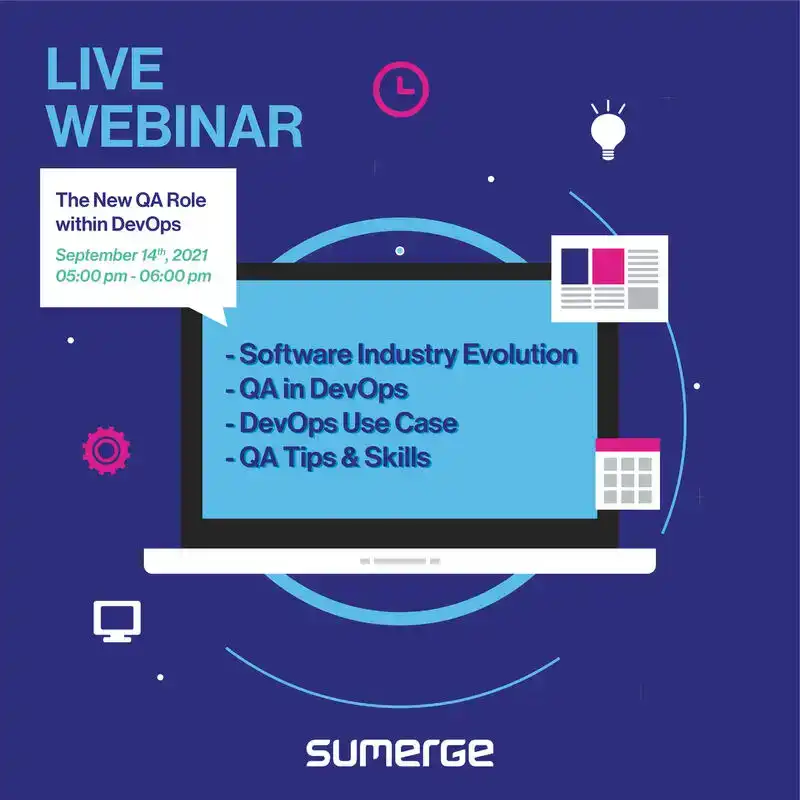 LIVE
WEBINAR
The New QA Role
within DevOps
September 14th, 2021
05:00 pm - 06:00 pm
- Software Industry Evolution
- QA in DevOps
- DevOps Use Case
- QA Tips & Skills
sumerge